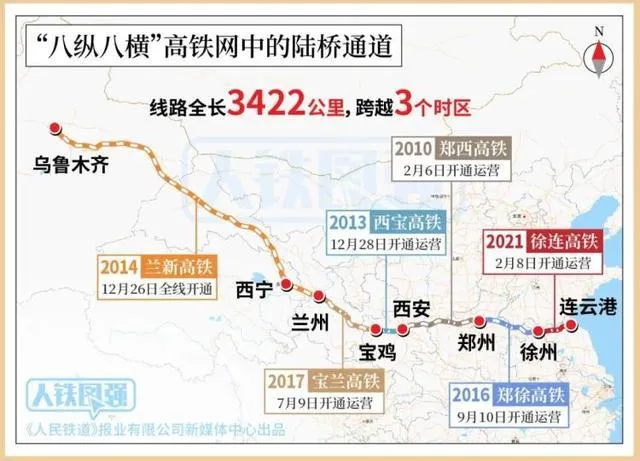 “八纵八横”高铁网中的陆桥通道
N
线路全长3422公里,跨越3个时区
乌鲁木齐
2010 郑西高铁
2月6日开通运营
2013 西宝高铁
12月28日开通运营
2021 徐连高铁
2月8日开通运营
2014 兰新高铁
12月26日全线开通
西宁
兰州
宝鸡
西安
郑州
徐州
连云港
2017 宝兰高铁
7月9日开通运营
2016 郑徐高铁
9月10日开通运营
人铁图强
人铁图强
《人民铁道》报业有限公司新媒体中心出品